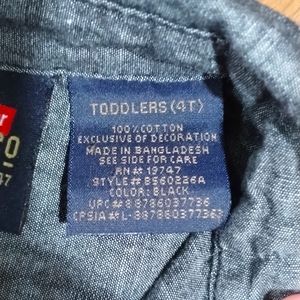 TODDLERS (4T)
100% COTTON
EXCLUSIVE OF DECORATION
MADE IN BANGLADESH
SEE SIDE FOR CARE
RN# 19747
STYLE# 8560226A
COLOR: BLACK
UPC# 88786037736
CPSIA# L-88786037736